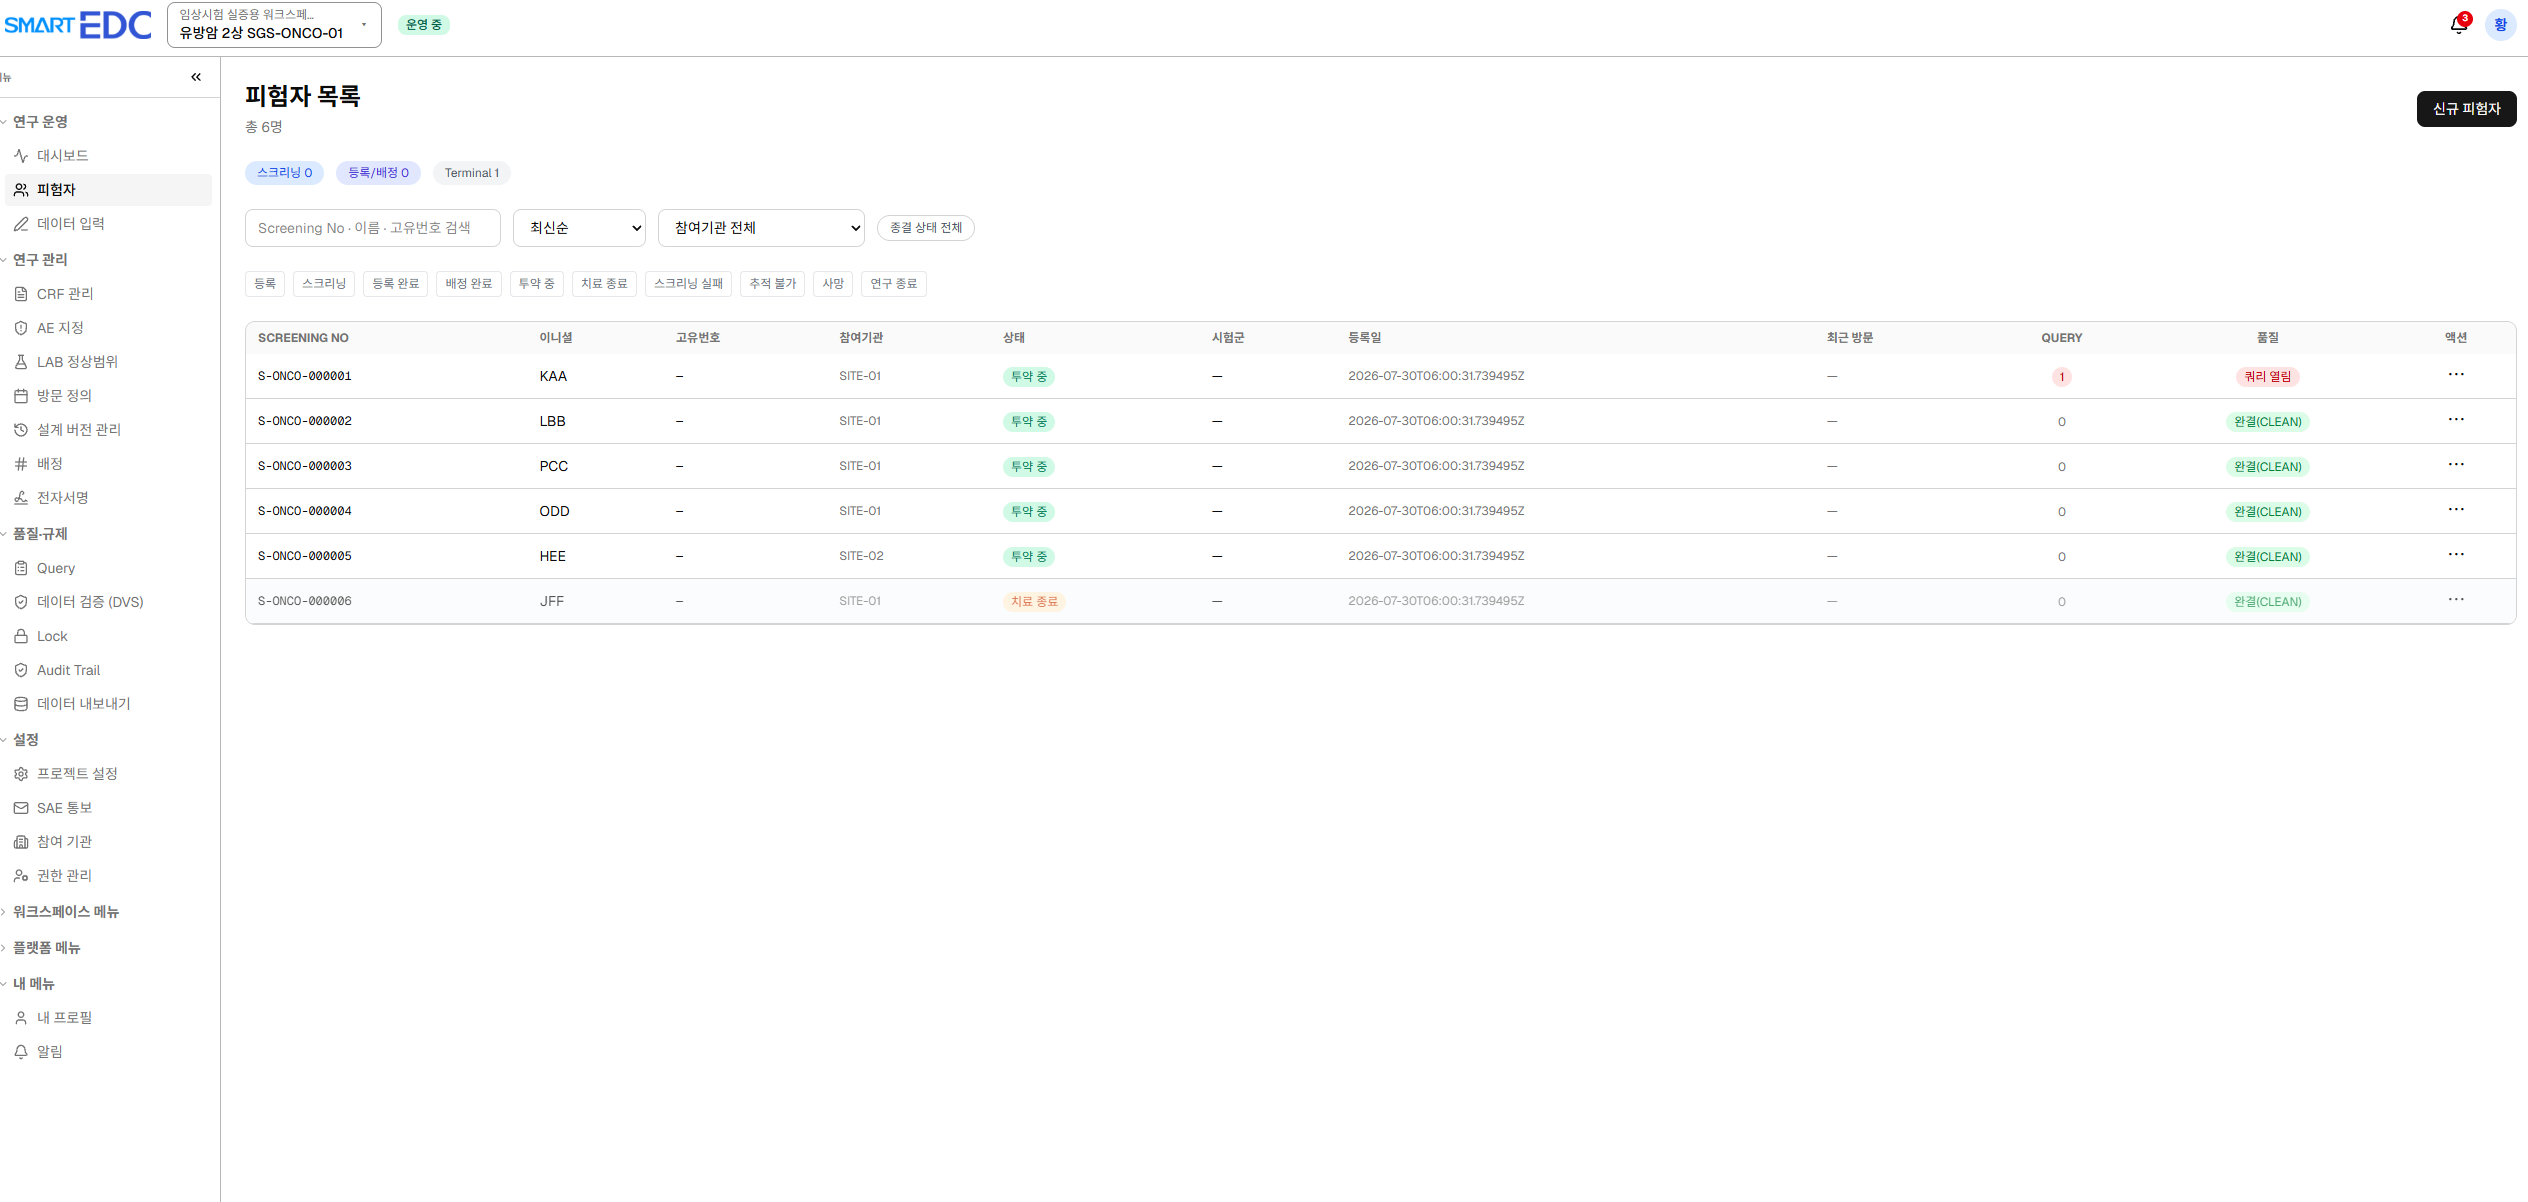 SMART EDC
임상시험 실증용 워크스페...
유방암 2상 SGS-ONCO-01
운영 중
3
황
뉴
피험자 목록
총 6명
신규 피험자
스크리닝 0 등록/배정 0 Terminal 1
Screening No · 이름 · 고유번호 검색 최신순 참여기관 전체 종결 상태 전체
등록 스크리닝 등록 완료 배정 완료 투약 중 치료 종료 스크리닝 실패 추적 불가 사망 연구 종료
SCREENING NO 이니셜 고유번호 참여기관 상태 시험군 등록일 최근 방문 QUERY 품질 액션
S-ONCO-000001 KAA – SITE-01 투약 중 — 2026-07-30T06:00:31.739495Z — 1 쿼리 열림 ...
S-ONCO-000002 LBB – SITE-01 투약 중 — 2026-07-30T06:00:31.739495Z — 0 완결(CLEAN) ...
S-ONCO-000003 PCC – SITE-01 투약 중 — 2026-07-30T06:00:31.739495Z — 0 완결(CLEAN) ...
S-ONCO-000004 ODD – SITE-01 투약 중 — 2026-07-30T06:00:31.739495Z — 0 완결(CLEAN) ...
S-ONCO-000005 HEE – SITE-02 투약 중 — 2026-07-30T06:00:31.739495Z — 0 완결(CLEAN) ...
S-ONCO-000006 JFF – SITE-01 치료 종료 — 2026-07-30T06:00:31.739495Z — 0 완결(CLEAN) ...
연구 운영
대시보드
피험자
데이터 입력
연구 관리
CRF 관리
AE 지정
LAB 정상범위
방문 정의
설계 버전 관리
배정
전자서명
품질·규제
Query
데이터 검증 (DVS)
Lock
Audit Trail
데이터 내보내기
설정
프로젝트 설정
SAE 통보
참여 기관
권한 관리
워크스페이스 메뉴
플랫폼 메뉴
내 메뉴
내 프로필
알림